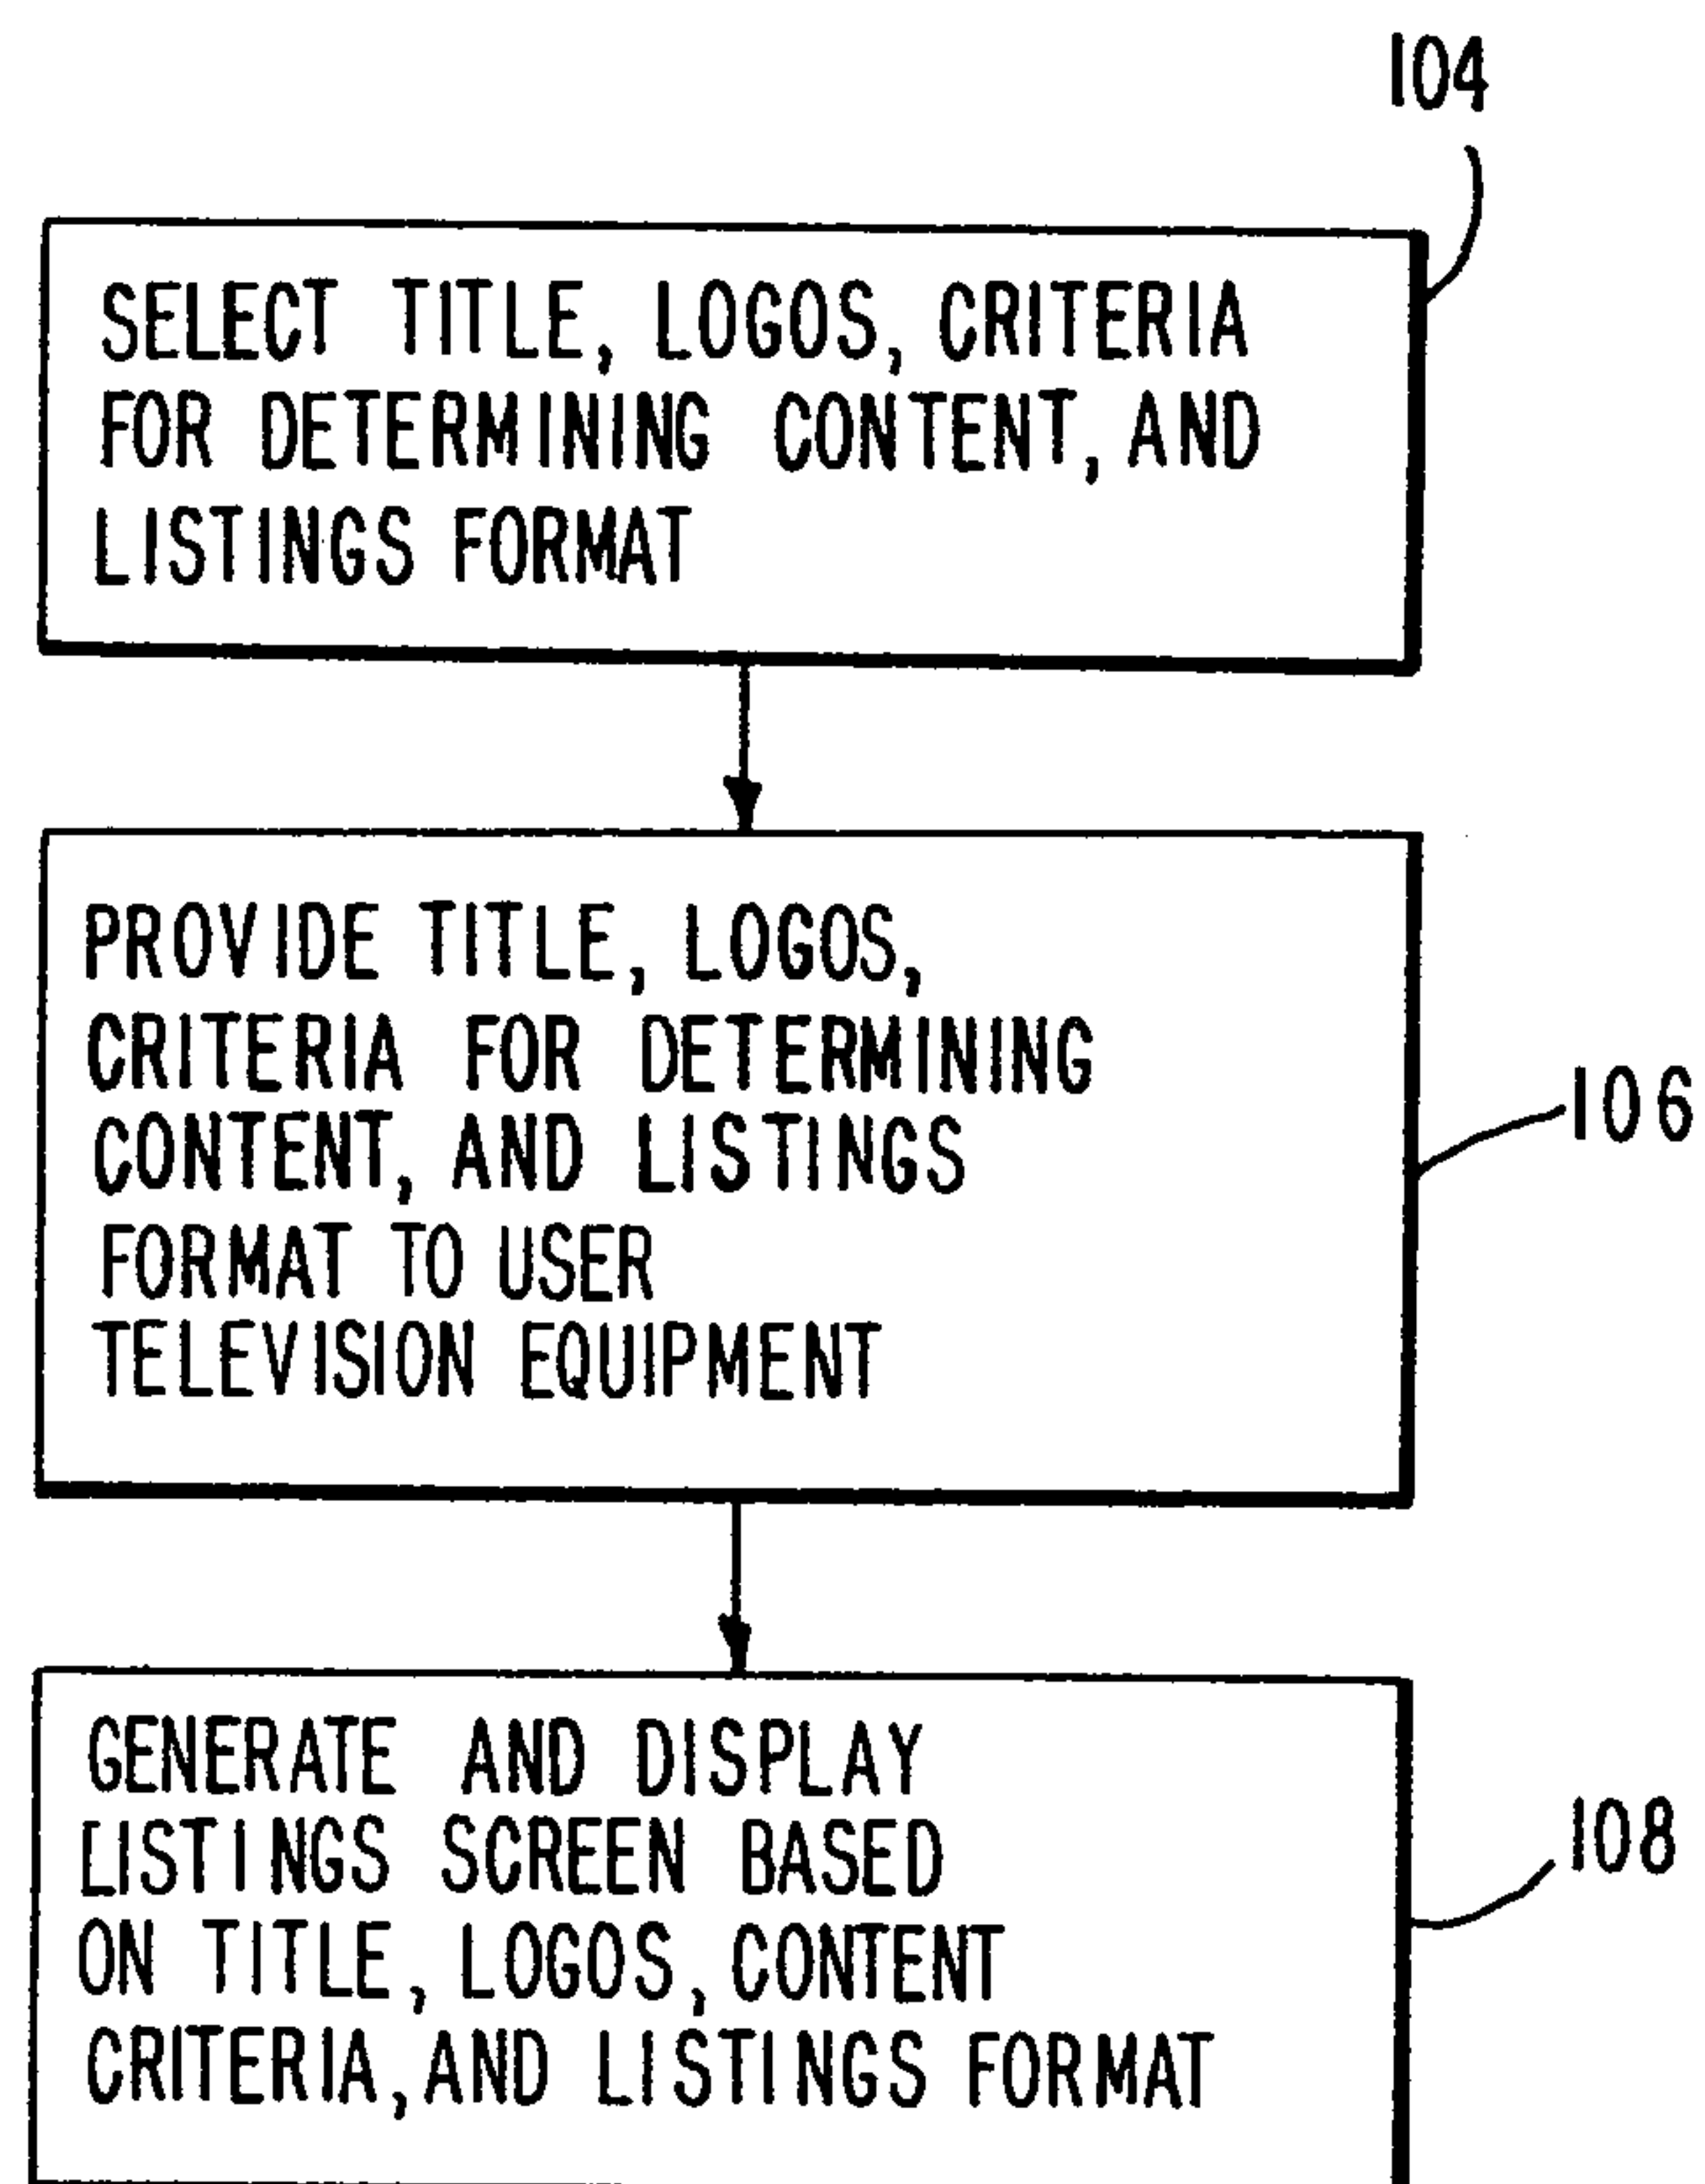 104
SELECT TITLE, LOGOS, CRITERIA
FOR DETERMINING CONTENT, AND
LISTINGS FORMAT
PROVIDE TITLE, LOGOS,
CRITERIA FOR DETERMINING
CONTENT, AND LISTINGS
FORMAT TO USER
TELEVISION EQUIPMENT
106
GENERATE AND DISPLAY
LISTINGS SCREEN BASED
ON TITLE, LOGOS, CONTENT
CRITERIA, AND LISTINGS FORMAT
108